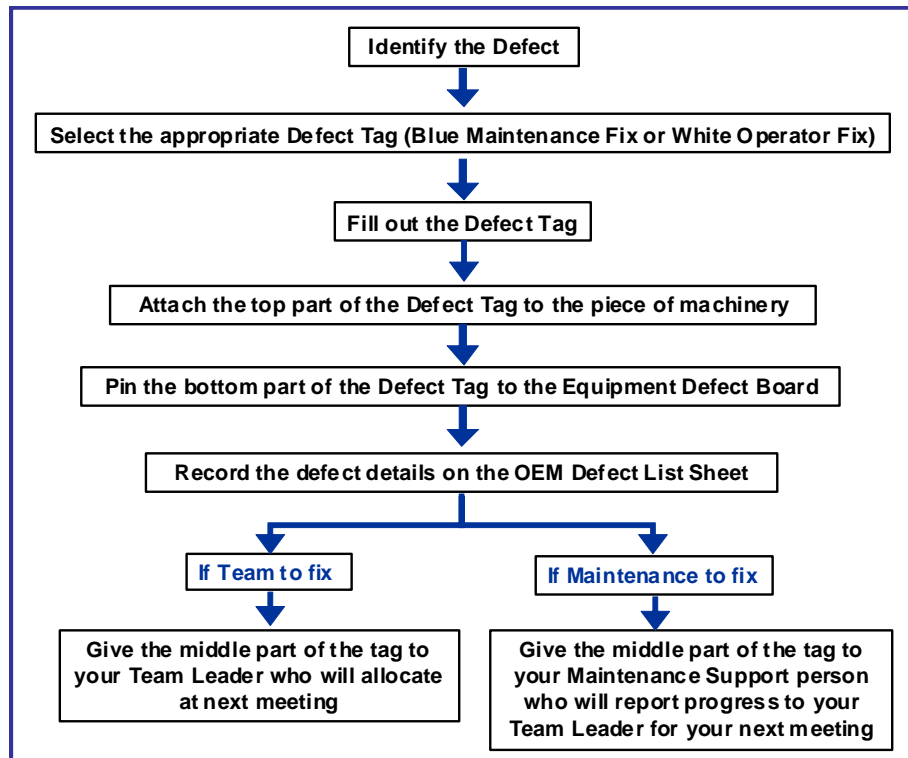 Identify the Defect
Select the appropriate Defect Tag (Blue Maintenance Fix or White Operator Fix)
Fill out the Defect Tag
Attach the top part of the Defect Tag to the piece of machinery
Pin the bottom part of the Defect Tag to the Equipment Defect Board
Record the defect details on the OEM Defect List Sheet
If Team to fix
If Maintenance to fix
Give the middle part of the tag to
your Team Leader who will allocate
at next meeting
Give the middle part of the tag to
your Maintenance Support person
who will report progress to your
Team Leader for your next meeting